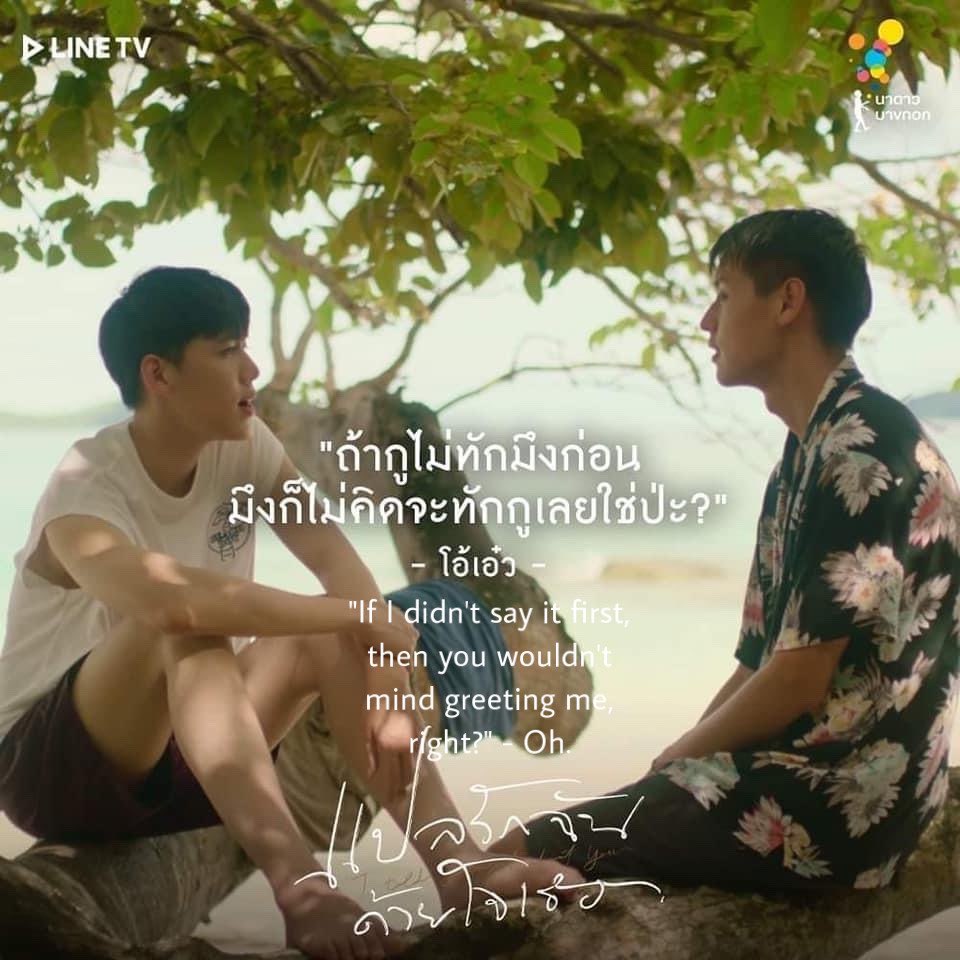 LINE TV
นาดาว
บางกอก
"ถ้ากูไม่ทักมึงก่อน
มึงก็ไม่คิดจะทักกูเลยใช่ป่ะ?"
- โอ้เอ๋ว -
"If I didn't say it first,
then you wouldn't
mind greeting me,
right?" - Oh.
แปลรักฉัน
ด้วยใจเธอ